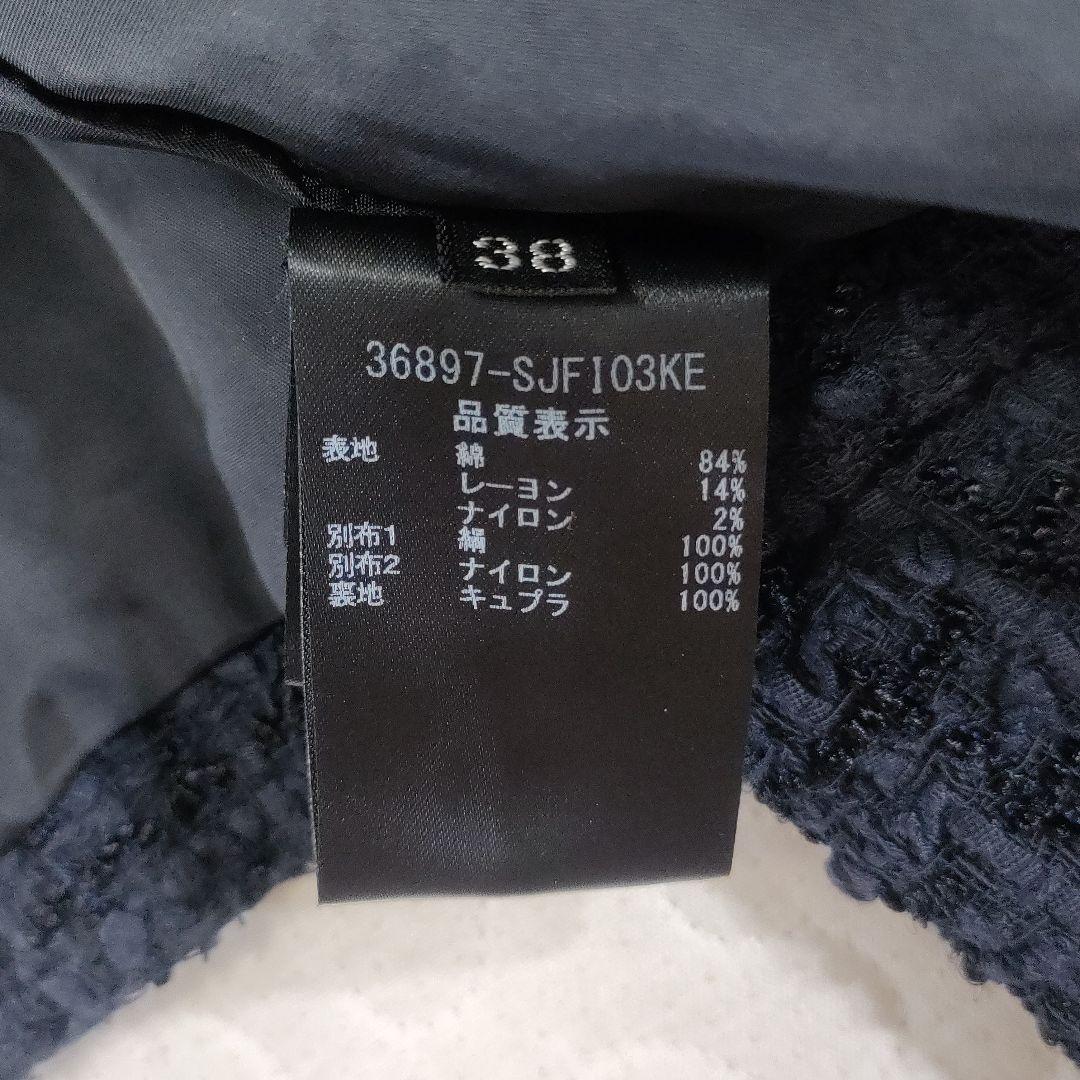 38
36897-SJFI03KE
品質表示
表地 綿 84%
レーヨン 14%
ナイロン 2%
別布1 絹 100%
別布2 ナイロン 100%
裏地 キュプラ 100%